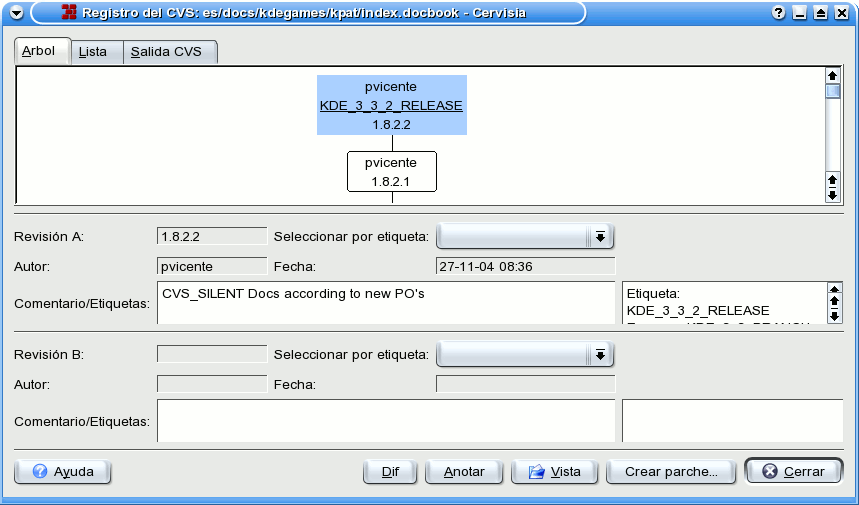 Registro del CVS: es/docs/kdegames/kpat/index.docbook - Cervisia
Arbol Lista Salida CVS
pvicente
KDE_3_3_2_RELEASE
1.8.2.2
pvicente
1.8.2.1
Revisión A: 1.8.2.2 Seleccionar por etiqueta:
Autor: pvicente Fecha: 27-11-04 08:36
Comentario/Etiquetas: CVS_SILENT Docs according to new PO's
Etiqueta:
KDE_3_3_2_RELEASE
Revisión B: Seleccionar por etiqueta:
Autor: Fecha:
Comentario/Etiquetas:
Ayuda Dif Anotar Vista Crear parche... Cerrar